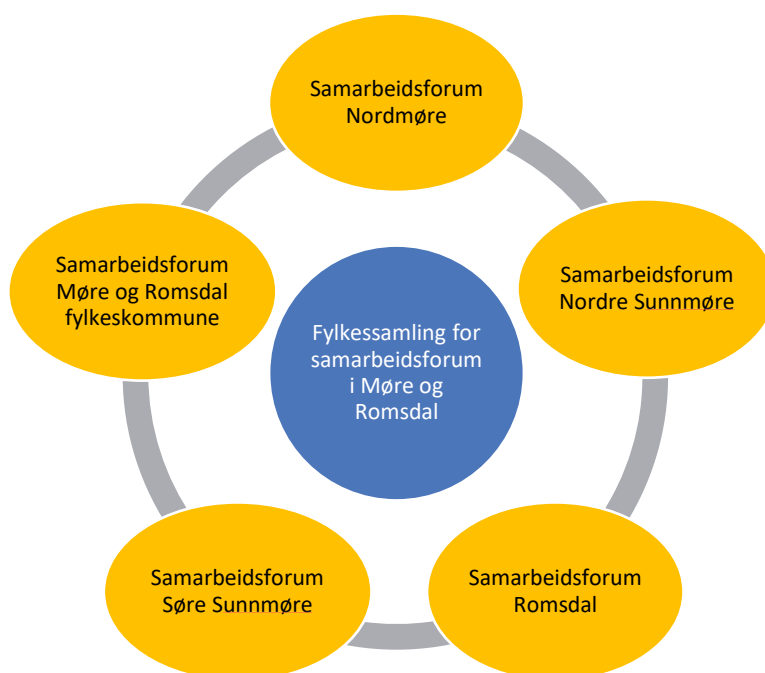 Samarbeidsforum
Nordmøre
Samarbeidsforum
Møre og Romsdal
fylkeskommune
Samarbeidsforum
Nordre Sunnmøre
Fylkessamling for
samarbeidsforum
i Møre og
Romsdal
Samarbeidsforum
Søre Sunnmøre
Samarbeidsforum
Romsdal